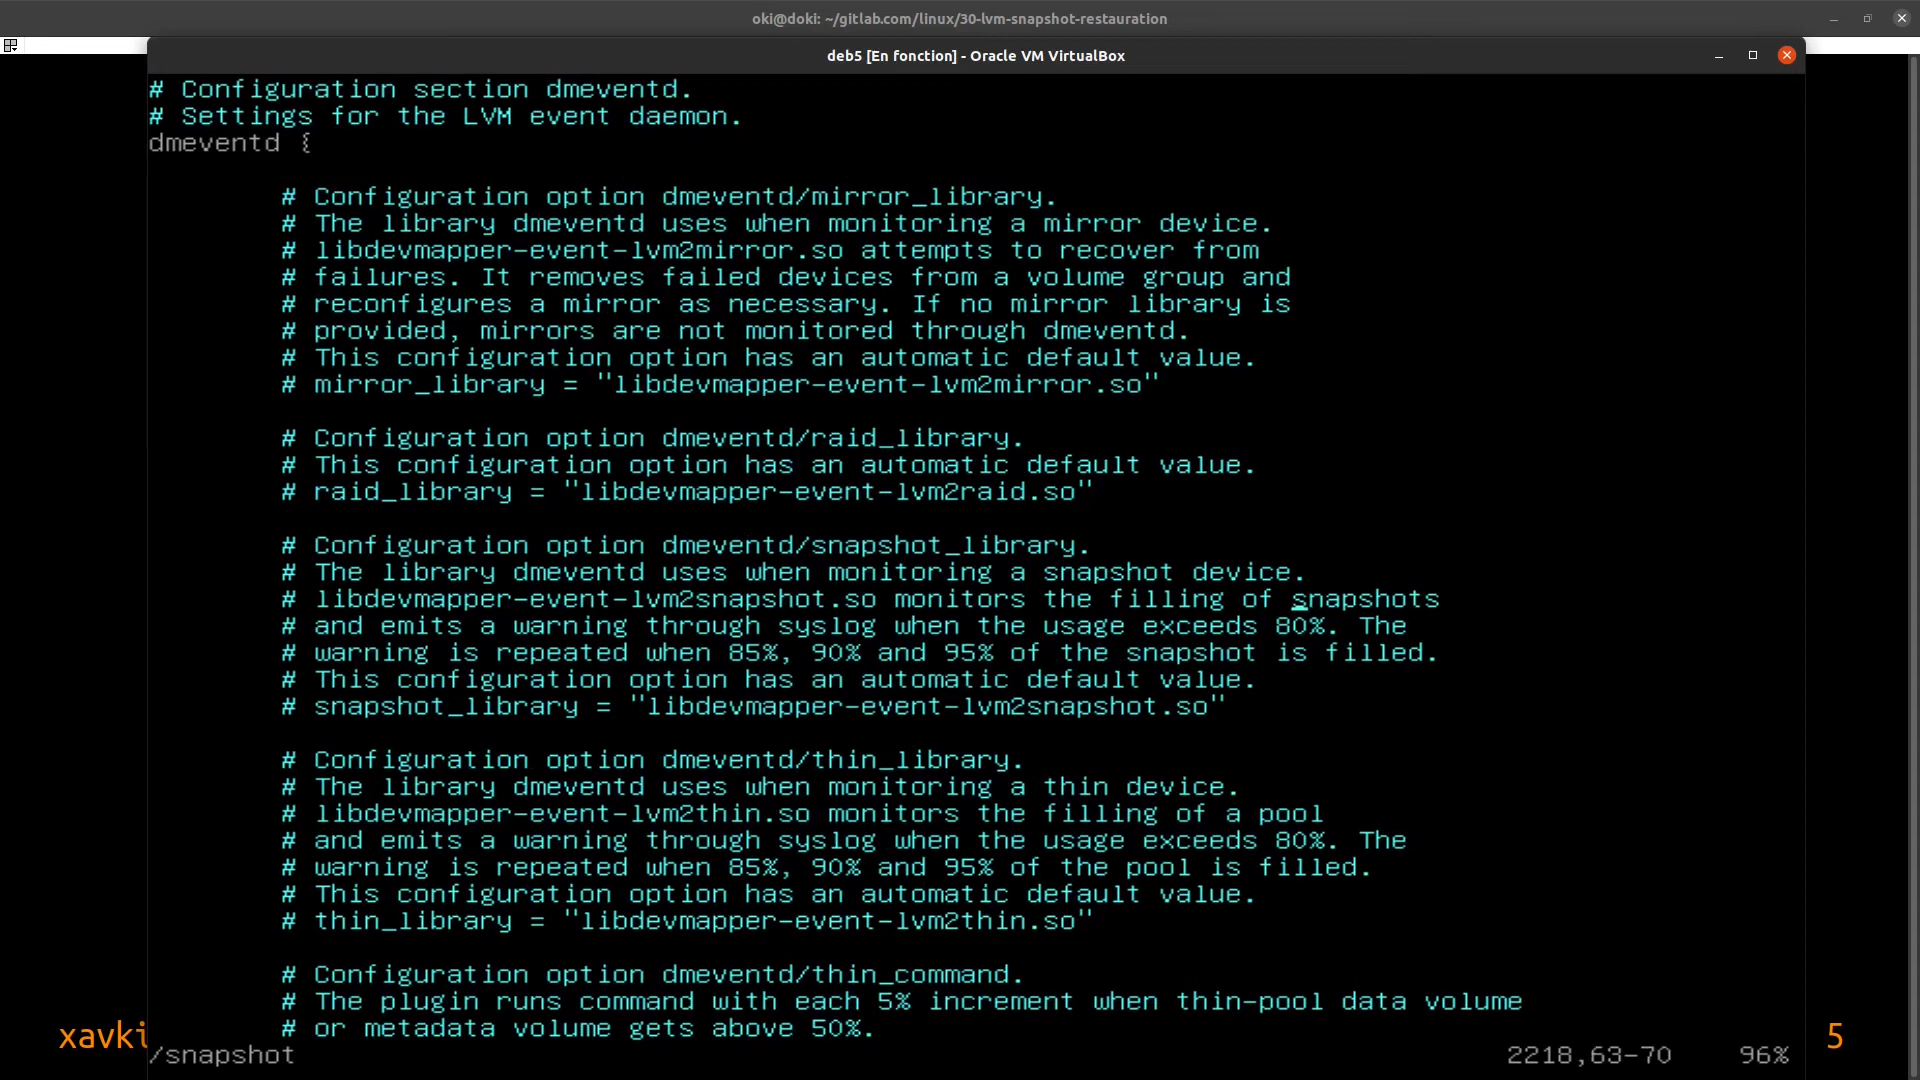 oki@doki: ~/gitlab.com/linux/30-lvm-snapshot-restauration
deb5 [En fonction] - Oracle VM VirtualBox
# Configuration section dmeventd.
# Settings for the LVM event daemon.
dmeventd {
# Configuration option dmeventd/mirror_library.
# The library dmeventd uses when monitoring a mirror device.
# libdevmapper-event-lvm2mirror.so attempts to recover from
# failures. It removes failed devices from a volume group and
# reconfigures a mirror as necessary. If no mirror library is
# provided, mirrors are not monitored through dmeventd.
# This configuration option has an automatic default value.
# mirror_library = "libdevmapper-event-lvm2mirror.so"
# Configuration option dmeventd/raid_library.
# This configuration option has an automatic default value.
# raid_library = "libdevmapper-event-lvm2raid.so"
# Configuration option dmeventd/snapshot_library.
# The library dmeventd uses when monitoring a snapshot device.
# libdevmapper-event-lvm2snapshot.so monitors the filling of snapshots
# and emits a warning through syslog when the usage exceeds 80%. The
# warning is repeated when 85%, 90% and 95% of the snapshot is filled.
# This configuration option has an automatic default value.
# snapshot_library = "libdevmapper-event-lvm2snapshot.so"
# Configuration option dmeventd/thin_library.
# The library dmeventd uses when monitoring a thin device.
# libdevmapper-event-lvm2thin.so monitors the filling of a pool
# and emits a warning through syslog when the usage exceeds 80%. The
# warning is repeated when 85%, 90% and 95% of the pool is filled.
# This configuration option has an automatic default value.
# thin_library = "libdevmapper-event-lvm2thin.so"
# Configuration option dmeventd/thin_command.
# The plugin runs command with each 5% increment when thin-pool data volume
# or metadata volume gets above 50%.
xavki
5
/snapshot 2218,63-70 96%